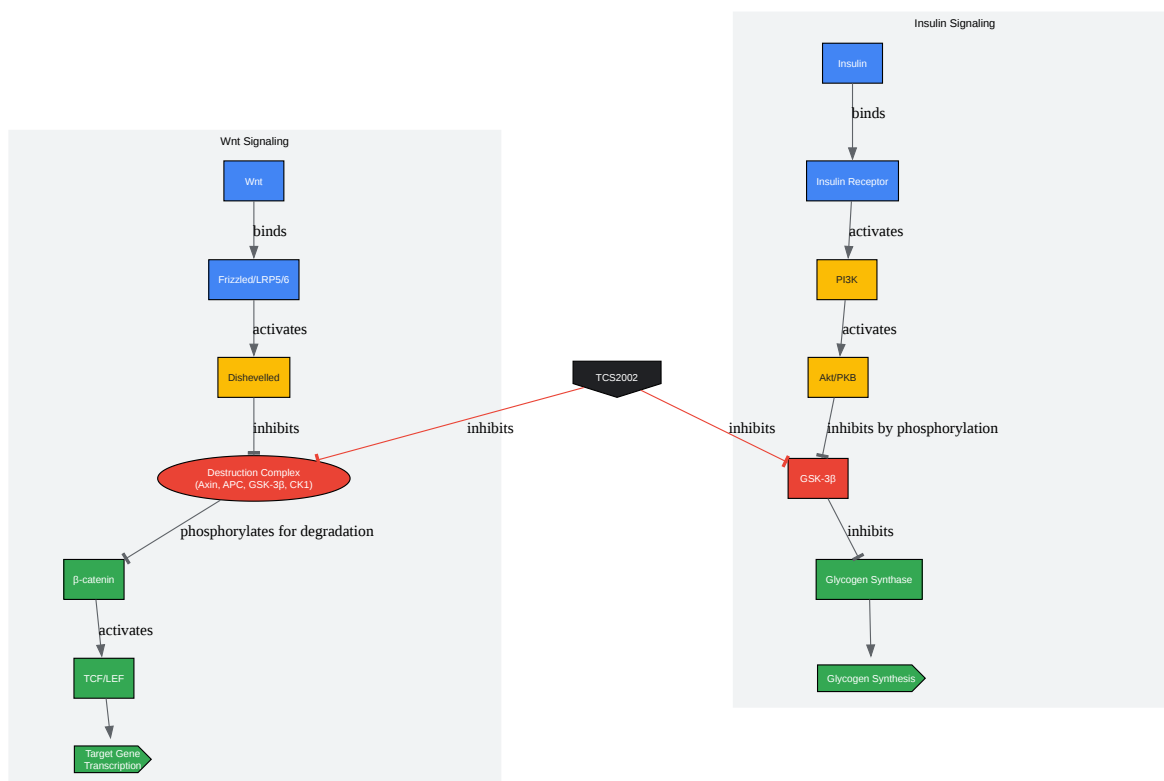 Insulin Signaling
Insulin
binds
Insulin Receptor
activates
PI3K
activates
Akt/PKB
inhibits by phosphorylation
GSK-3β
inhibits
Glycogen Synthase
Glycogen Synthesis
Wnt Signaling
Wnt
binds
Frizzled/LRP5/6
activates
Dishevelled
inhibits
Destruction Complex
(Axin, APC, GSK-3β, CK1)
phosphorylates for degradation
β-catenin
activates
TCF/LEF
Target Gene
Transcription
TCS2002
inhibits
inhibits